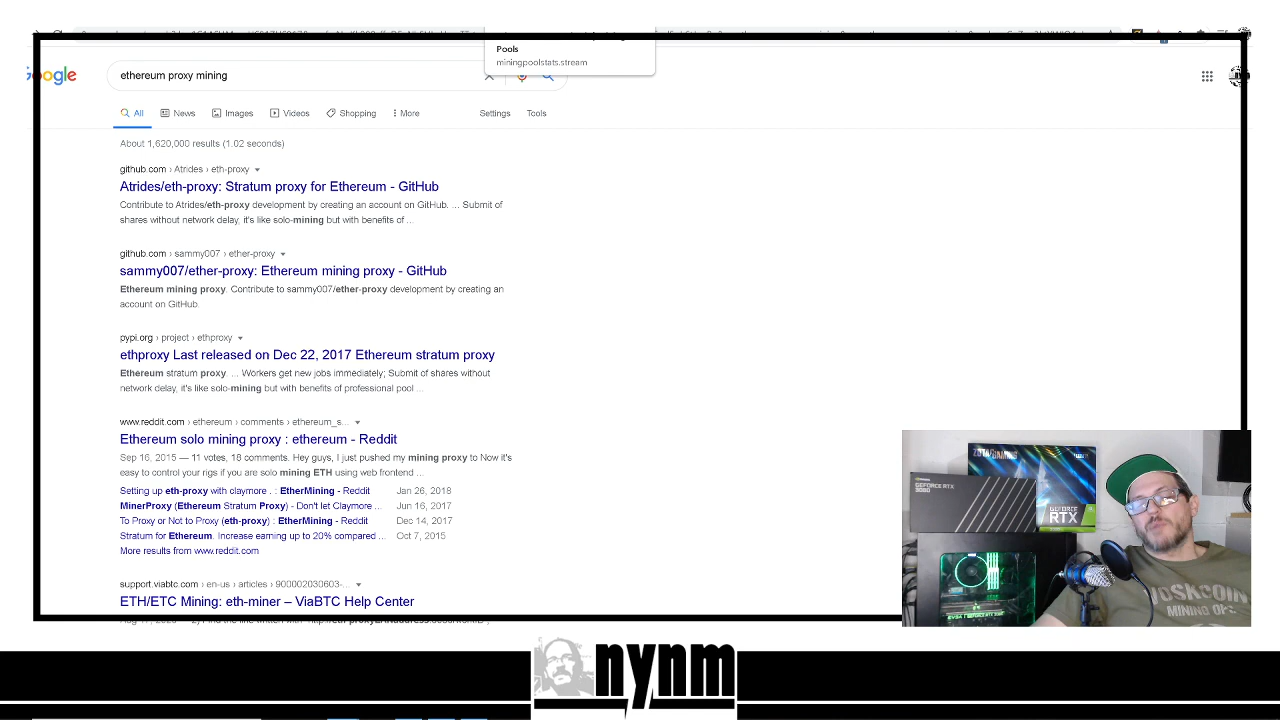 Pools
miningpoolstats.stream
Google
ethereum proxy mining
All
News
Images
Videos
Shopping
More
Settings
Tools
About 1,620,000 results (1.02 seconds)
github.com › Atrides › eth-proxy
Atrides/eth-proxy: Stratum proxy for Ethereum - GitHub
Contribute to Atrides/eth-proxy development by creating an account on GitHub. ... Submit of
shares without network delay, it's like solo-mining but with benefits of ...
github.com › sammy007 › ether-proxy
sammy007/ether-proxy: Ethereum mining proxy - GitHub
Ethereum mining proxy. Contribute to sammy007/ether-proxy development by creating an
account on GitHub.
pypi.org › project › ethproxy
ethproxy Last released on Dec 22, 2017 Ethereum stratum proxy
Ethereum stratum proxy. ... Workers get new jobs immediately; Submit of shares without
network delay, it's like solo-mining but with benefits of professional pool ...
www.reddit.com › ethereum › comments › ethereum_s...
Ethereum solo mining proxy : ethereum - Reddit
Sep 16, 2015 — 11 votes, 18 comments. Hey guys, I just pushed my mining proxy to Now it's
easy to control your rigs if you are solo mining ETH using web frontend ...
Setting up eth-proxy with claymore . : EtherMining - Reddit Jan 26, 2018
MinerProxy (Ethereum Stratum Proxy) - Don't let Claymore ... Jun 16, 2017
To Proxy or Not to Proxy (eth-proxy) : EtherMining - Reddit Dec 14, 2017
Stratum for Ethereum. Increase earning up to 20% compared ... Oct 7, 2015
More results from www.reddit.com
support.viabtc.com › en-us › articles › 900002030603-...
ETH/ETC Mining: eth-miner – ViaBTC Help Center
ZOTAC GAMING
GEFORCE RTX
3080
GEFORCE
RTX
MINING OPS
nynm